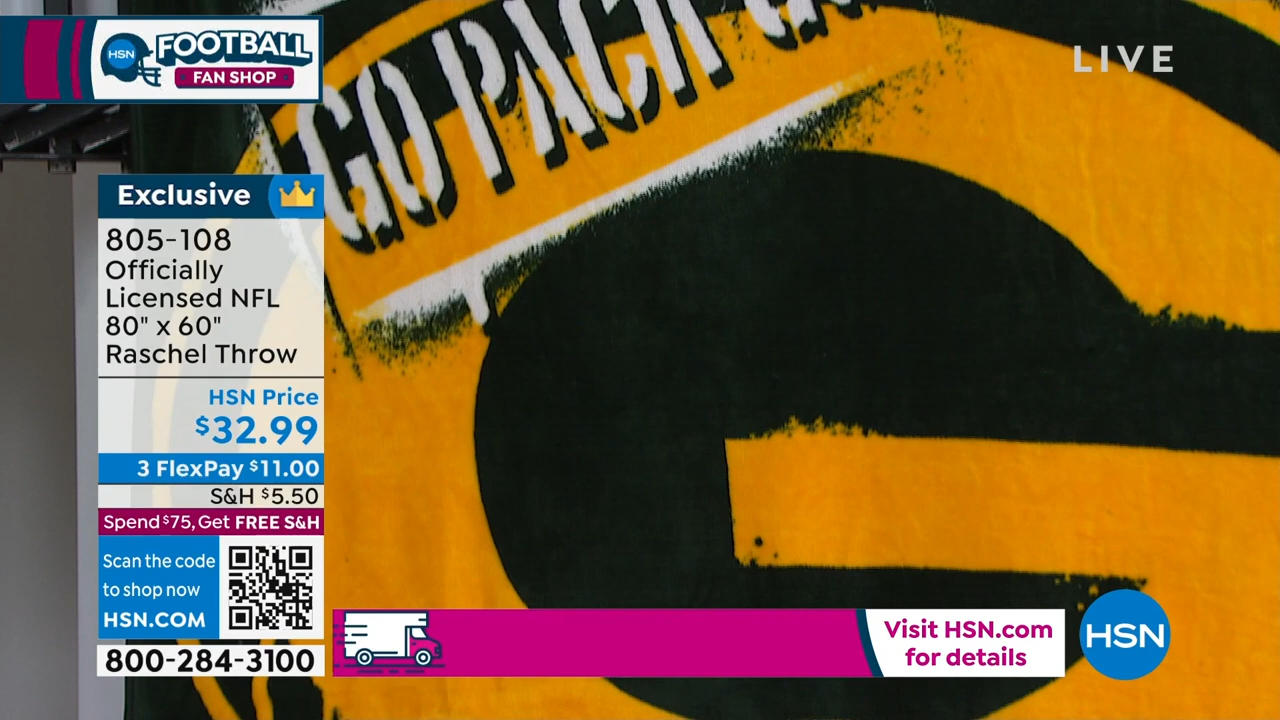 HSN
FOOTBALL
FAN SHOP
LIVE
GO PACK
Exclusive
805-108
Officially
Licensed NFL
80" x 60"
Raschel Throw
HSN Price
$32.99
3 FlexPay $11.00
S&H $5.50
Spend $75, Get FREE S&H
Scan the code
to shop now
HSN.COM
800-284-3100
Visit HSN.com
for details
HSN